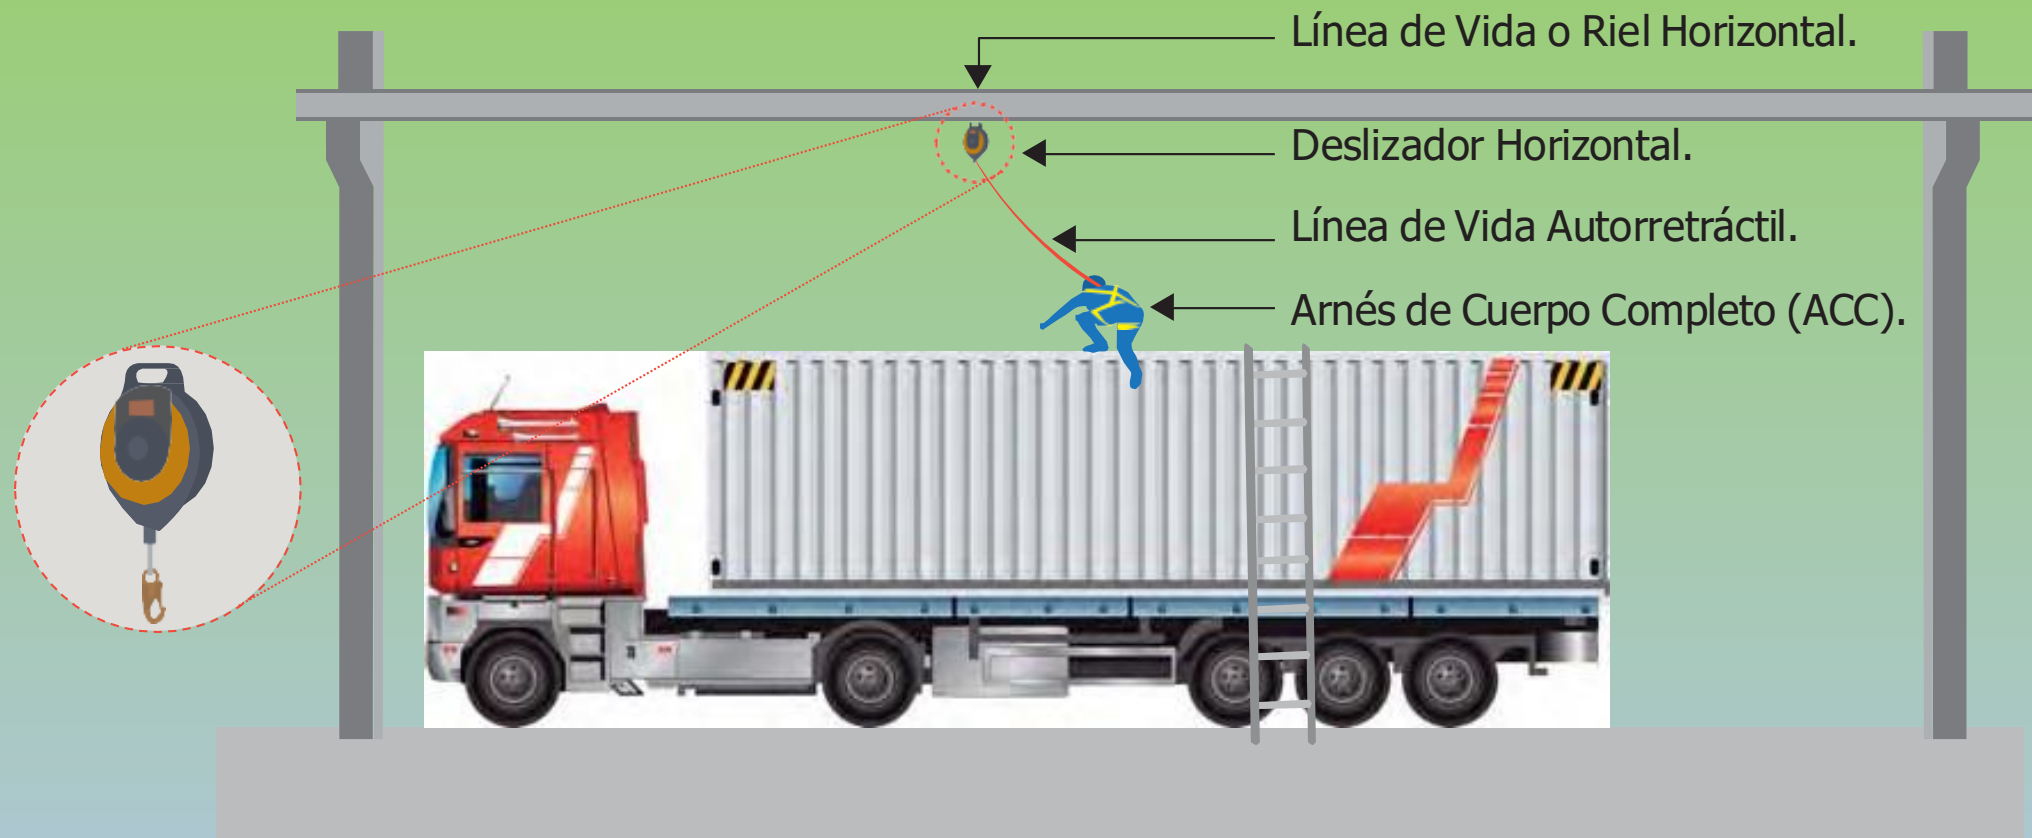 Línea de Vida o Riel Horizontal.
Deslizador Horizontal.
Línea de Vida Autorretráctil.
Arnés de Cuerpo Completo (ACC).